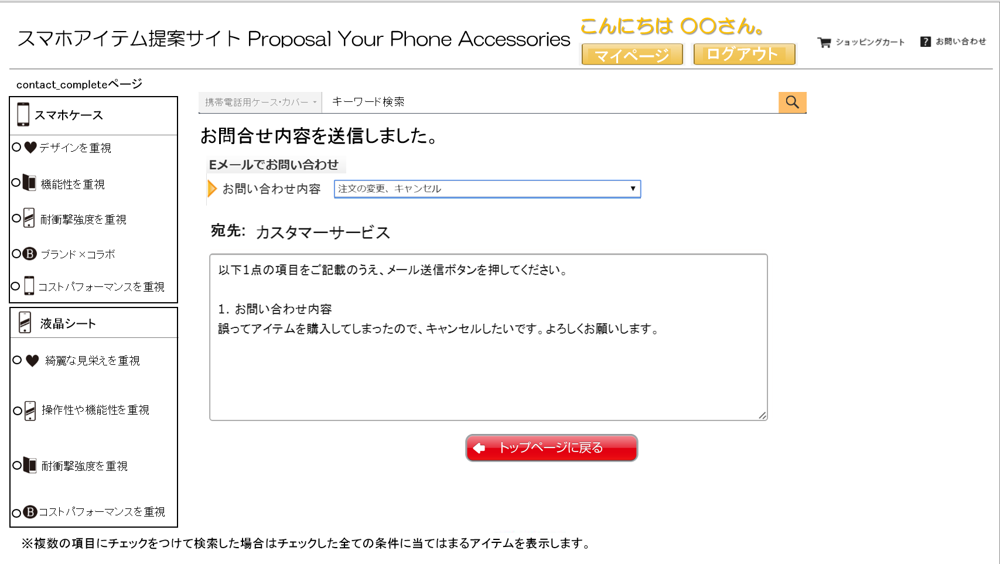 スマホアイテム提案サイト Proposal Your Phone Accessories
こんにちは 〇〇さん。
マイページ
ログアウト
ショッピングカート
? お問い合わせ
contact_completeページ
スマホケース
デザインを重視
機能性を重視
耐衝撃強度を重視
B ブランド×コラボ
コストパフォーマンスを重視
液晶シート
綺麗な見栄えを重視
操作性や機能性を重視
耐衝撃強度を重視
B コストパフォーマンスを重視
携帯電話用ケース・カバー
キーワード検索
お問合せ内容を送信しました。
Eメールでお問い合わせ
お問い合わせ内容
注文の変更、キャンセル
宛先: カスタマーサービス
以下1点の項目をご記載のうえ、メール送信ボタンを押してください。
1. お問い合わせ内容
誤ってアイテムを購入してしまったので、キャンセルしたいです。よろしくお願いします。
トップページに戻る
※複数の項目にチェックをつけて検索した場合はチェックした全ての条件に当てはまるアイテムを表示します。